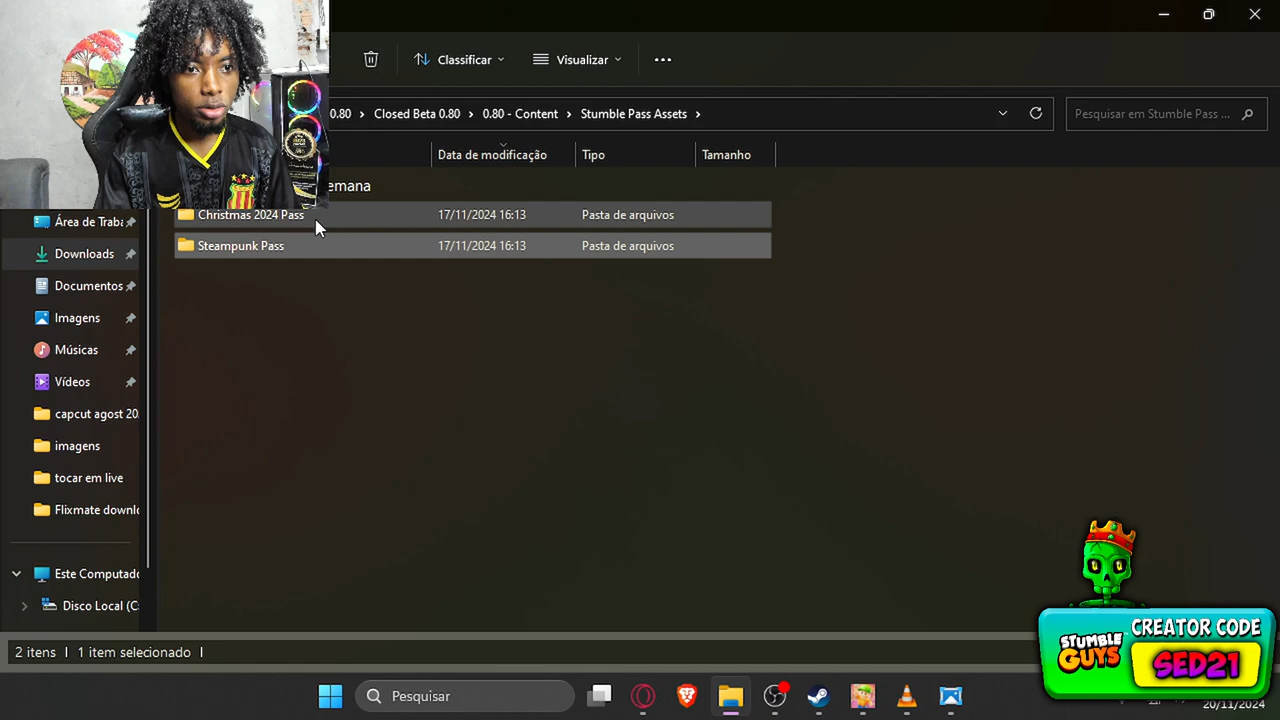 Classificar
Visualizar
0.80 > Closed Beta 0.80 > 0.80 - Content > Stumble Pass Assets >
Pesquisar em Stumble Pass ...
Data de modificação Tipo Tamanho
emana
Christmas 2024 Pass 17/11/2024 16:13 Pasta de arquivos
Steampunk Pass 17/11/2024 16:13 Pasta de arquivos
Área de Traba
Downloads
Documentos
Imagens
Músicas
Vídeos
capcut agost 20
imagens
tocar em live
Flixmate downlo
Este Computado
Disco Local (C
2 itens | 1 item selecionado |
STUMBLE GUYS
CREATOR CODE
SED21
Pesquisar
20/11/2024